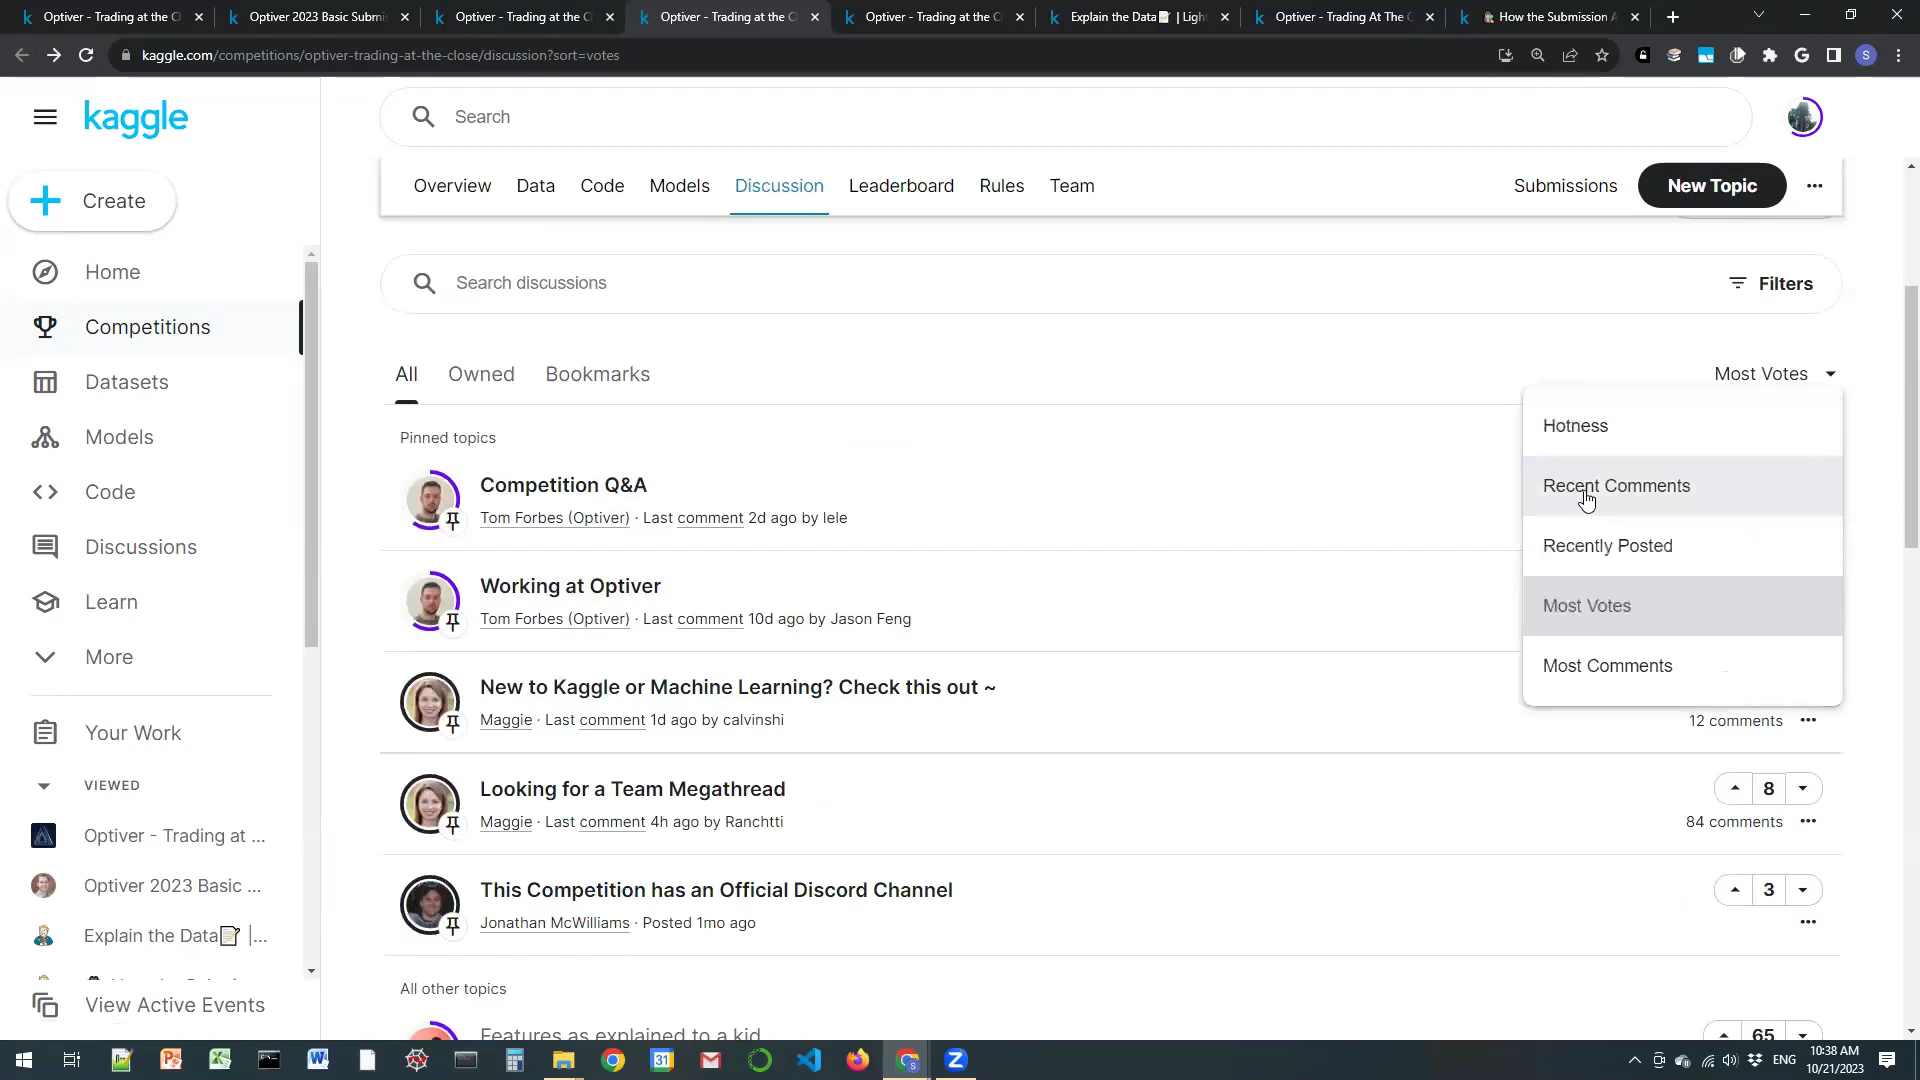 Optiver - Trading at the C
Optiver 2023 Basic Submis
Optiver - Trading at the C
Optiver - Trading at the C
Optiver - Trading at the C
Explain the Data📝 | Ligh
Optiver - Trading At The C
How the Submission A
kaggle.com/competitions/optiver-trading-at-the-close/discussion?sort=votes
S
kaggle
Search
Create
Overview
Data
Code
Models
Discussion
Leaderboard
Rules
Team
Submissions
New Topic
Home
Competitions
Datasets
Models
Code
Discussions
Learn
More
Your Work
VIEWED
Optiver - Trading at ...
Optiver 2023 Basic ...
Explain the Data📝 |...
View Active Events
Search discussions
Filters
All
Owned
Bookmarks
Most Votes
Hotness
Recent Comments
Recently Posted
Most Votes
Most Comments
Pinned topics
Competition Q&A
Tom Forbes (Optiver) · Last comment 2d ago by lele
Working at Optiver
Tom Forbes (Optiver) · Last comment 10d ago by Jason Feng
New to Kaggle or Machine Learning? Check this out ~
Maggie · Last comment 1d ago by calvinshi
12 comments
Looking for a Team Megathread
8
Maggie · Last comment 4h ago by Ranchtti
84 comments
This Competition has an Official Discord Channel
3
Jonathan McWilliams · Posted 1mo ago
All other topics
Features as explained to a kid
65
31
ENG
10:38 AM
10/21/2023